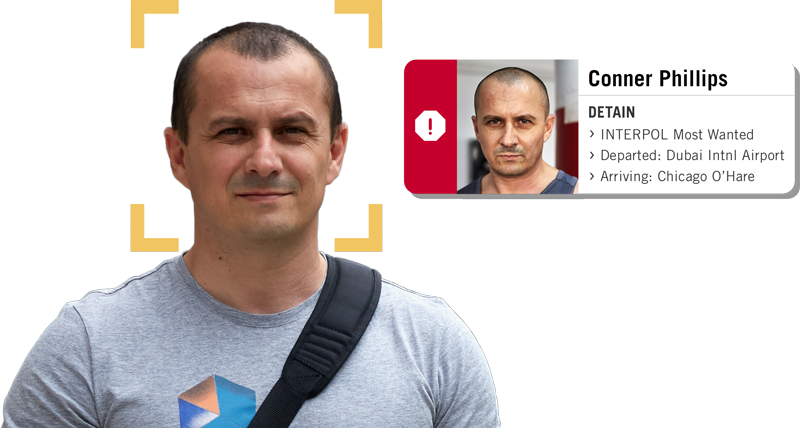 Conner Phillips
DETAIN
› INTERPOL Most Wanted
› Departed: Dubai Intnl Airport
› Arriving: Chicago O’Hare